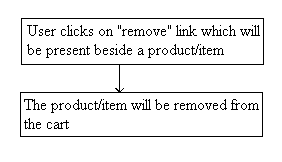 User clicks on "remove" link which will
be present beside a product/item
The product/item will be removed from
the cart